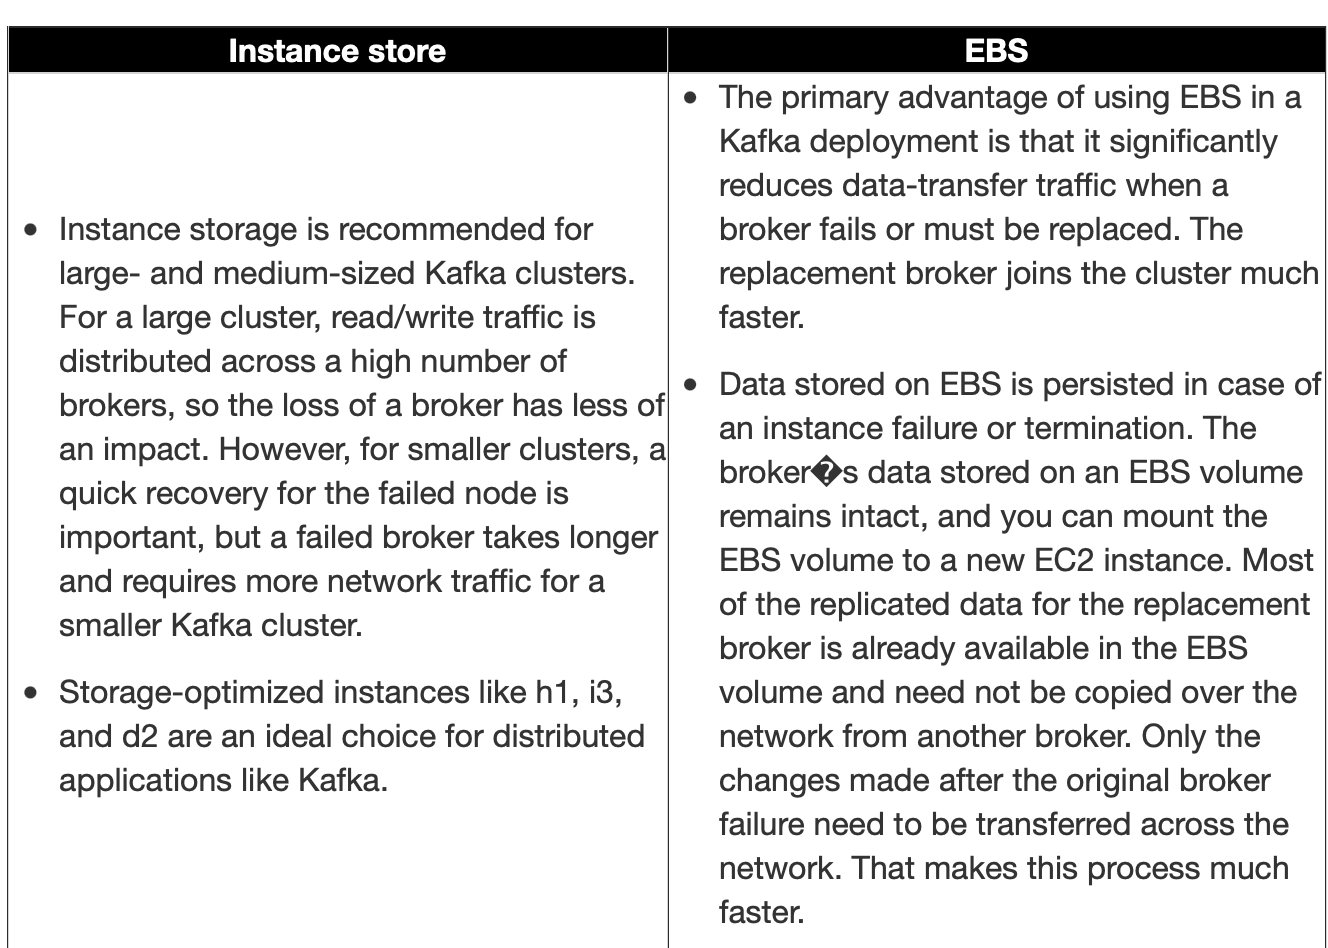 Instance store
EBS
• Instance storage is recommended for
large- and medium-sized Kafka clusters.
For a large cluster, read/write traffic is
distributed across a high number of
brokers, so the loss of a broker has less of
an impact. However, for smaller clusters, a
quick recovery for the failed node is
important, but a failed broker takes longer
and requires more network traffic for a
smaller Kafka cluster.
• Storage-optimized instances like h1, i3,
and d2 are an ideal choice for distributed
applications like Kafka.
• The primary advantage of using EBS in a
Kafka deployment is that it significantly
reduces data-transfer traffic when a
broker fails or must be replaced. The
replacement broker joins the cluster much
faster.
• Data stored on EBS is persisted in case of
an instance failure or termination. The
broker�s data stored on an EBS volume
remains intact, and you can mount the
EBS volume to a new EC2 instance. Most
of the replicated data for the replacement
broker is already available in the EBS
volume and need not be copied over the
network from another broker. Only the
changes made after the original broker
failure need to be transferred across the
network. That makes this process much
faster.